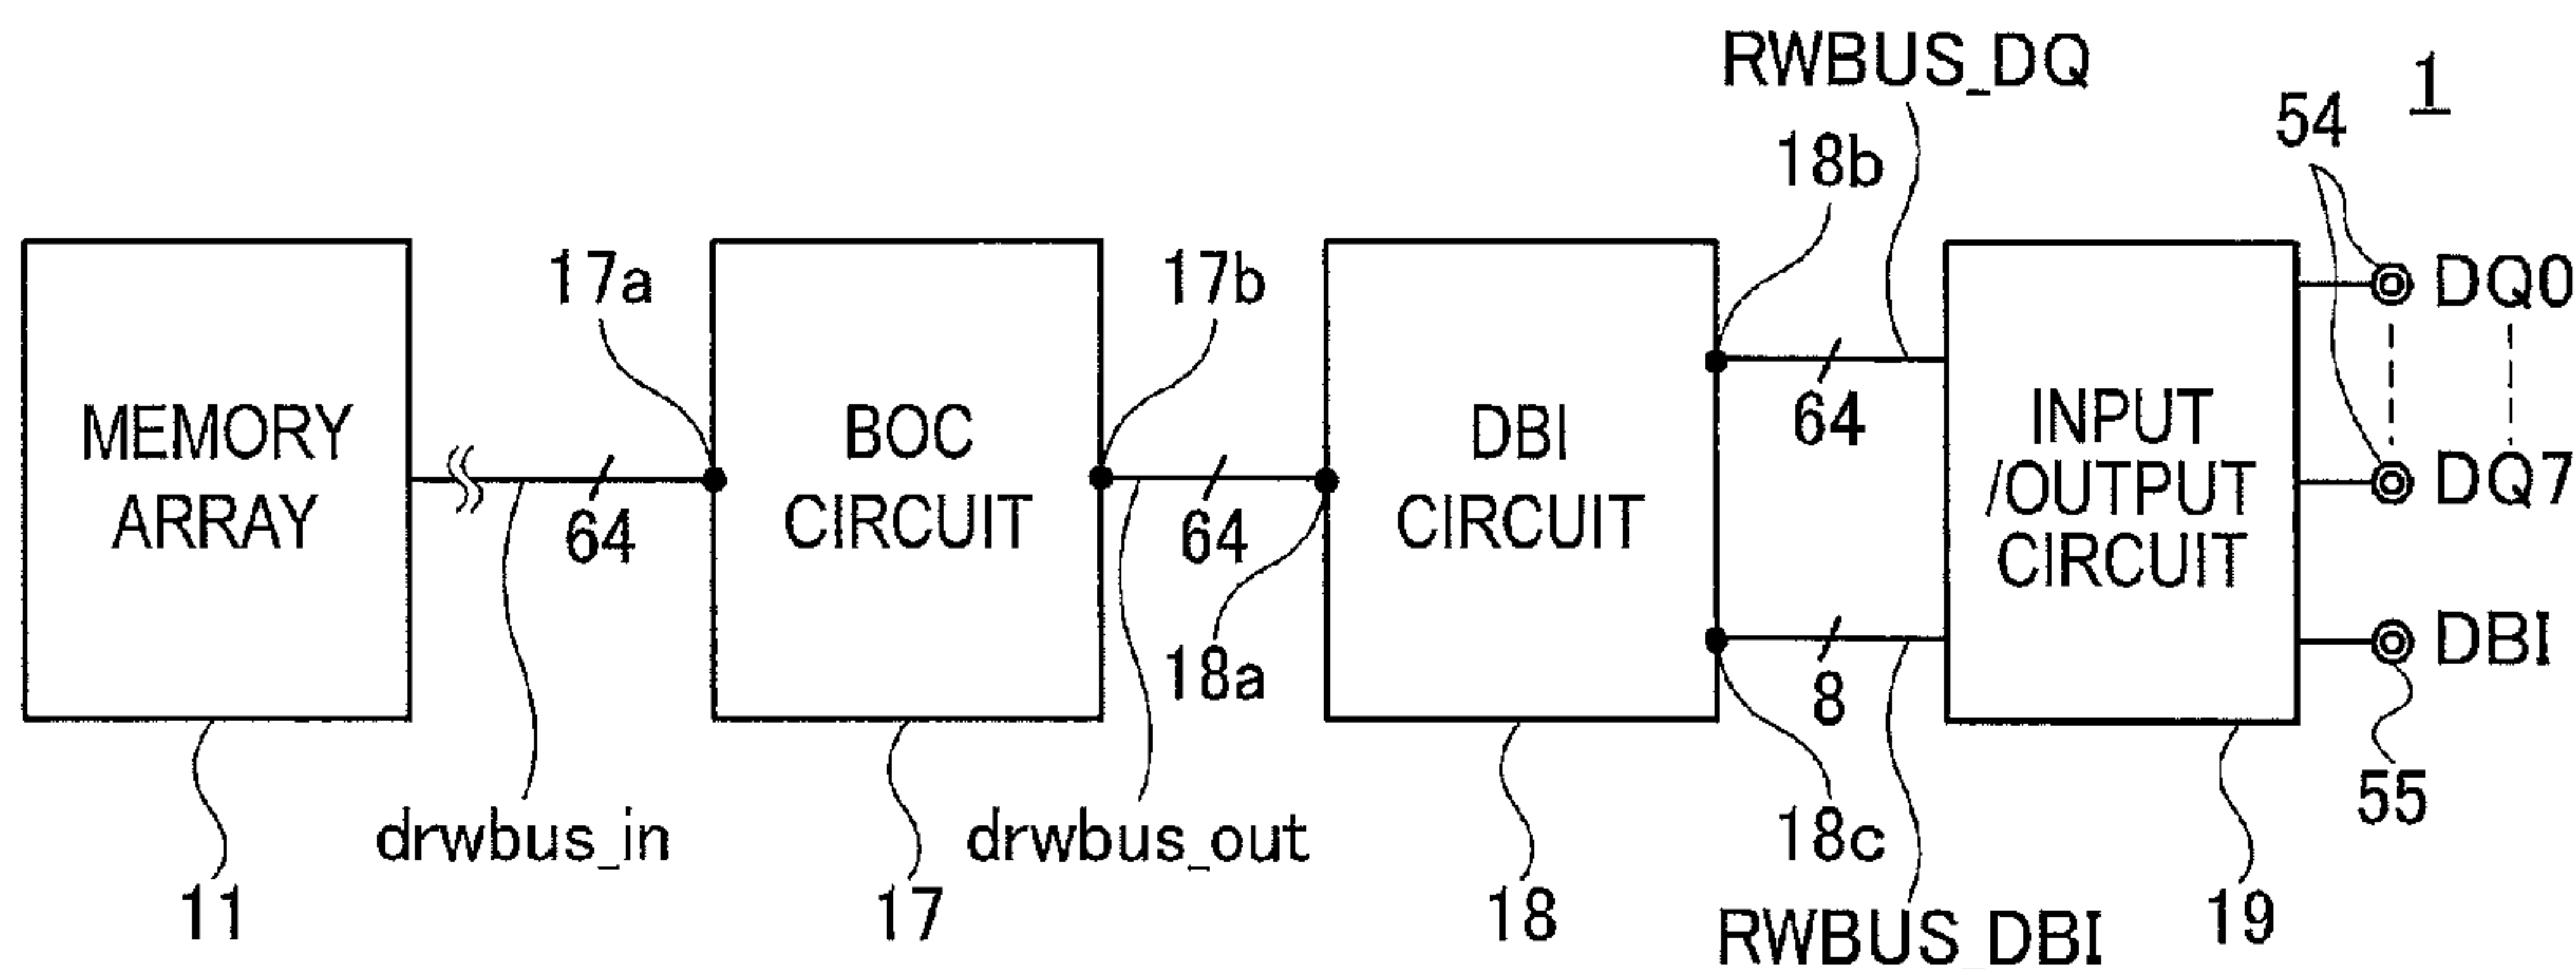 RWBUS_DQ
1
54
18b
17a
17b
DQ0
MEMORY
ARRAY
BOC
CIRCUIT
DBI
CIRCUIT
INPUT
/OUTPUT
CIRCUIT
64
64
64
DQ7
18a
8
DBI
drwbus_in
drwbus_out
18c
55
11
17
18
RWBUS_DBI
19